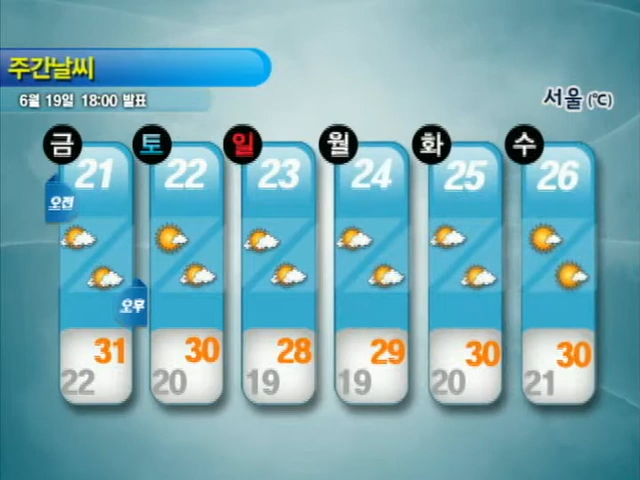 주간날씨
6월 19일 18:00 발표
서울 (℃)
금 토 일 월 화 수
21 22 23 24 25 26
오전
오후
31 30 28 29 30 30
22 20 19 19 20 21